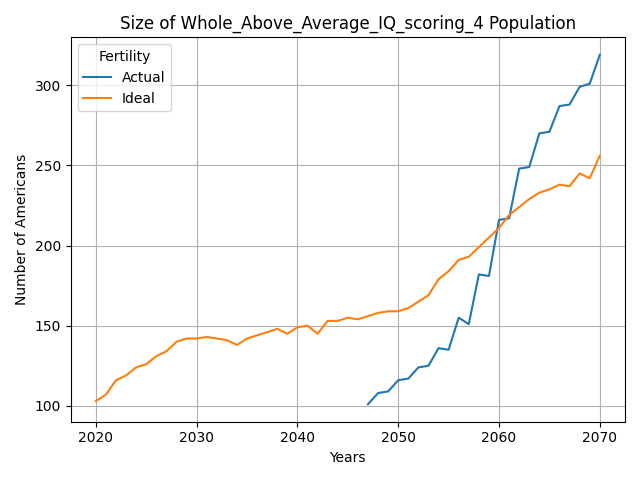 Size of Whole_Above_Average_IQ_scoring_4 Population
Fertility
Actual
Ideal
Number of Americans
300
250
200
150
100
2020 2030 2040 2050 2060 2070
Years